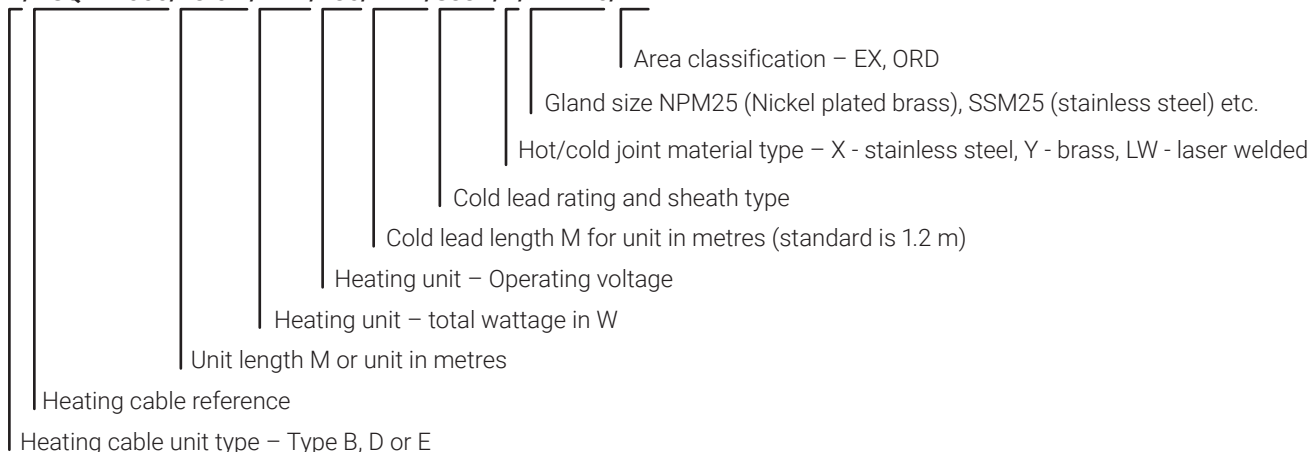 Area classification – EX, ORD
Gland size NPM25 (Nickel plated brass), SSM25 (stainless steel) etc.
Hot/cold joint material type – X - stainless steel, Y - brass, LW - laser welded
Cold lead rating and sheath type
Cold lead length M for unit in metres (standard is 1.2 m)
Heating unit – Operating voltage
Heating unit – total wattage in W
Unit length M or unit in metres
Heating cable reference
Heating cable unit type – Type B, D or E